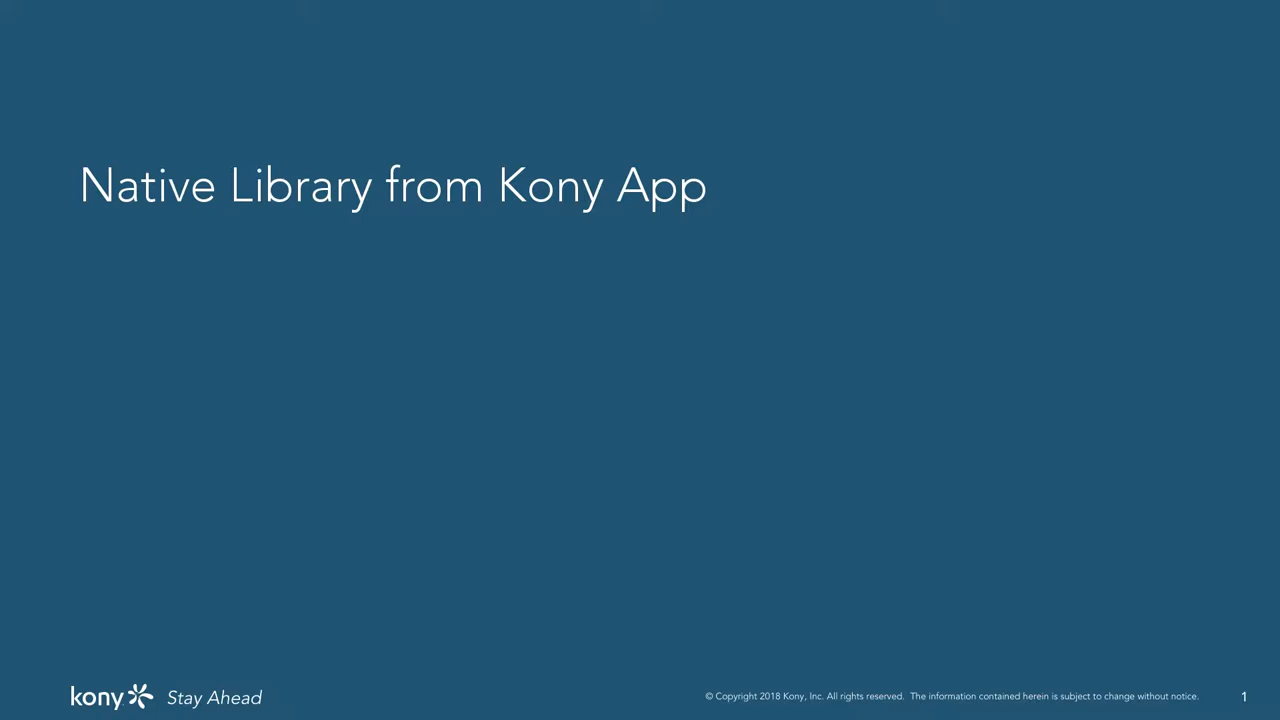 Native Library from Kony App
kony Stay Ahead
© Copyright 2018 Kony, Inc. All rights reserved. The information contained herein is subject to change without notice.
1